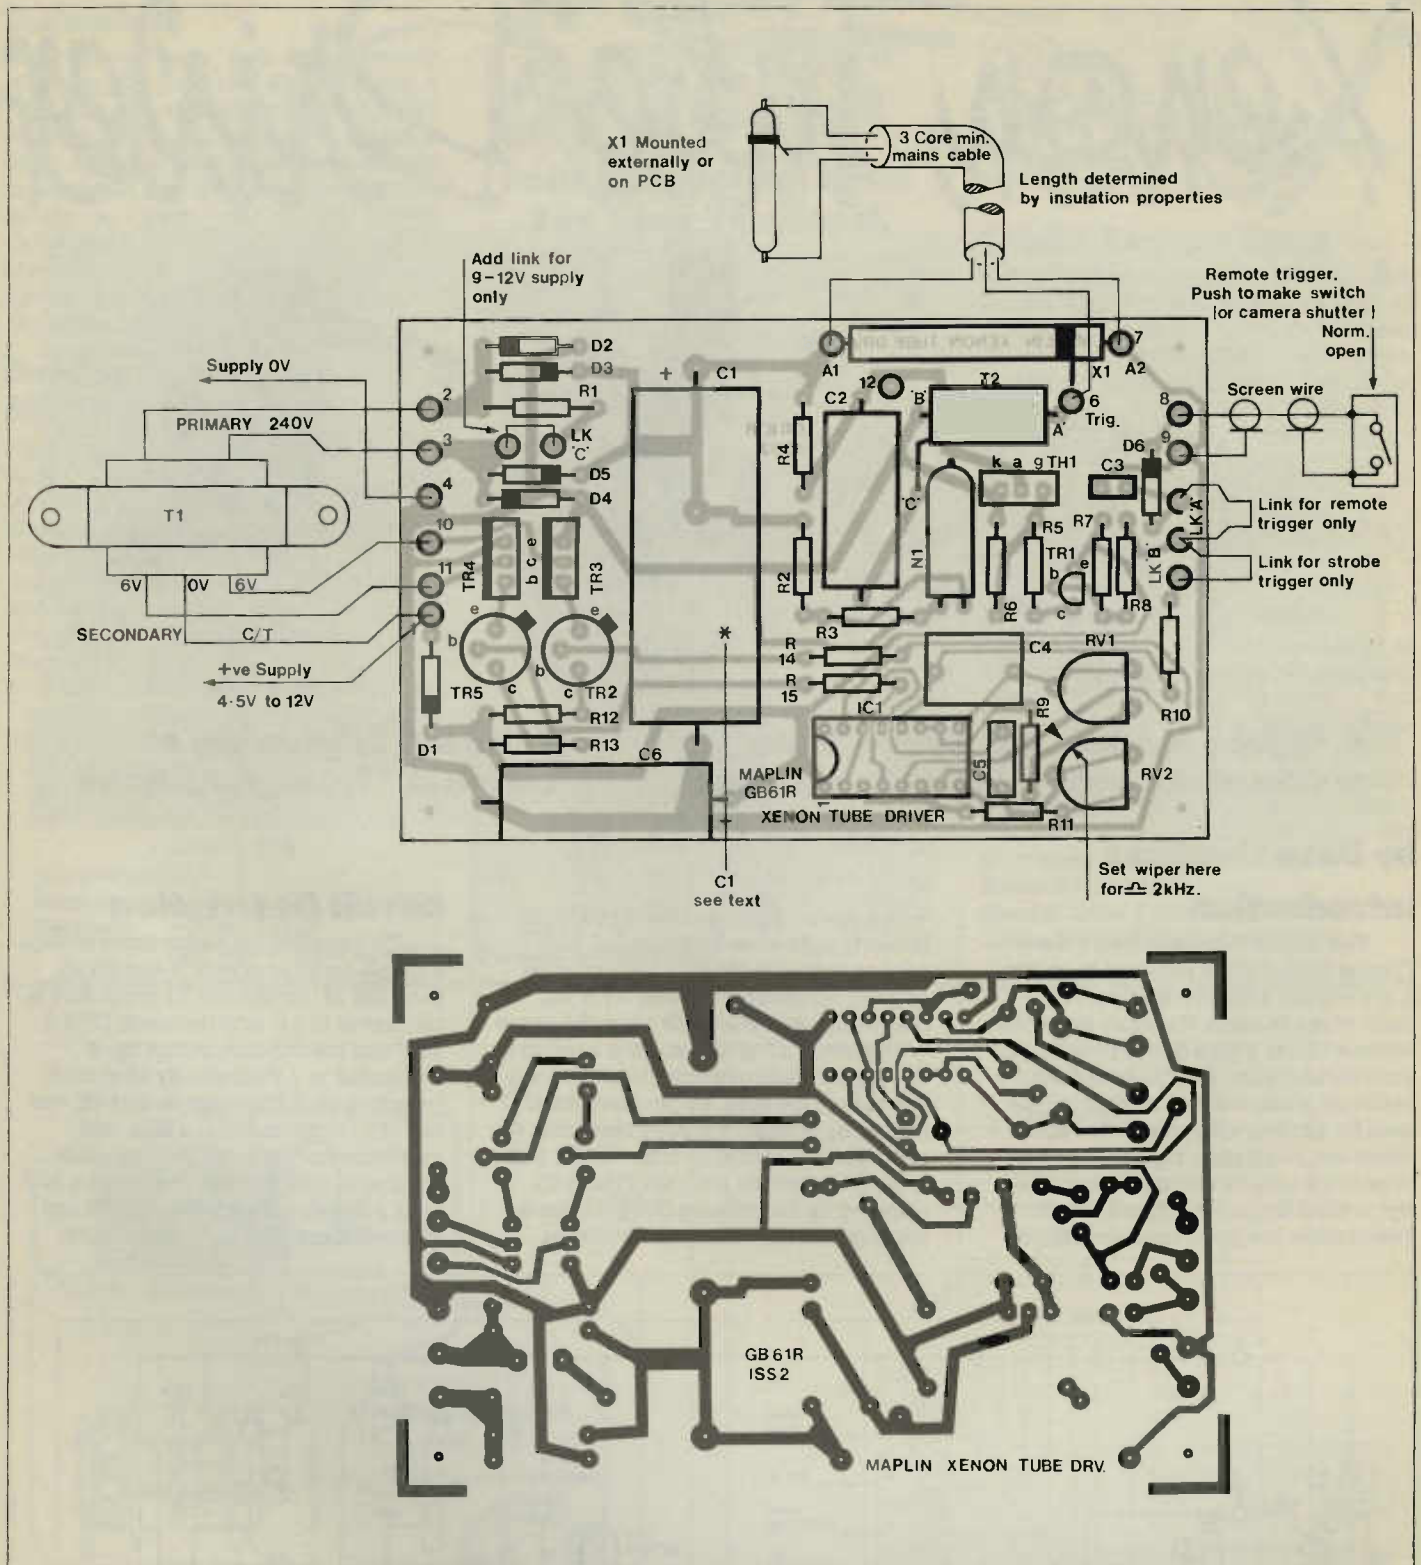 X1 Mounted
externally or
on PCB
3 Core min.
mains cable
Length determined
by insulation properties
Add link for
9-12V supply
only
Remote trigger.
Push to make switch
(or camera shutter)
Norm.
open
Supply 0V
PRIMARY 240V
T1
6V 0V 6V
SECONDARY C/T
+ve Supply
4·5V to 12V
2
3
4
10
11
D2
D3
R1
LK
'C'
D5
D4
TR4
b c e
b c e
TR3
e
b
c
TR5
e
b
c
TR2
D1
R12
R13
C6
+
C1
+
*
C1
see text
A1
X1
7
A2
12
C2
T2
'B'
A'
6
Trig.
R4
'C'
k a g TH1
C3
D6
8
9
Screen wire
LK 'A'
LK 'B'
Link for remote
trigger only
Link for strobe
trigger only
R2
N1
R5
R7
TR1
b
e
c
R6
R8
R3
R
14
R
15
C4
RV1
R10
IC1
R9
C5
RV2
R11
1
MAPLIN
GB61R
XENON TUBE DRIVER
Set wiper here
for ≏ 2kHz.
GB61R
ISS2
MAPLIN XENON TUBE DRV.